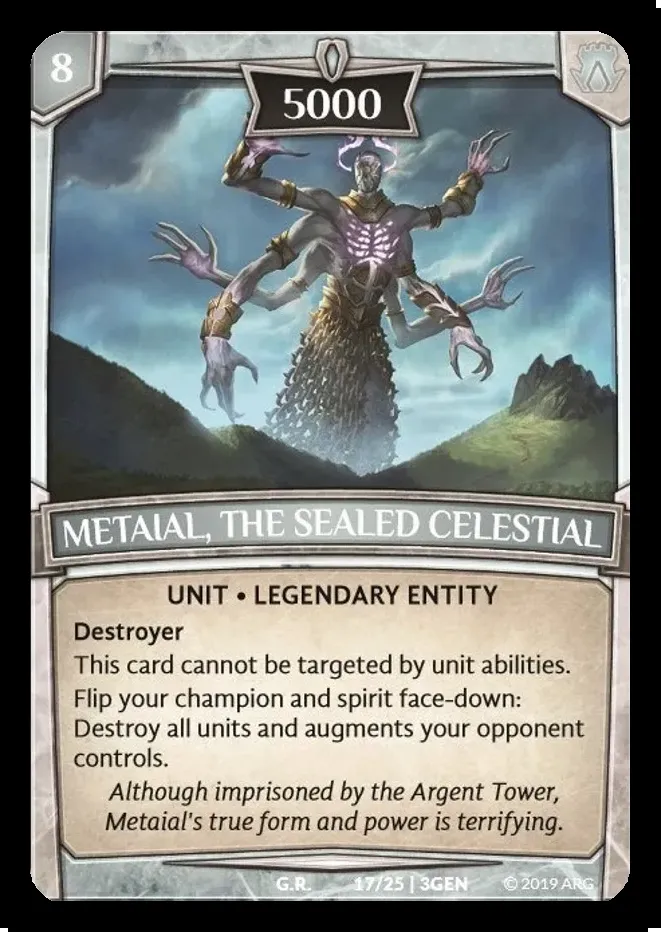 8
5000
METAIAL, THE SEALED CELESTIAL
UNIT • LEGENDARY ENTITY
Destroyer
This card cannot be targeted by unit abilities.
Flip your champion and spirit face-down:
Destroy all units and augments your opponent
controls.
Although imprisoned by the Argent Tower,
Metaial's true form and power is terrifying.
G.R. 17/25 | 3GEN © 2019 ARG